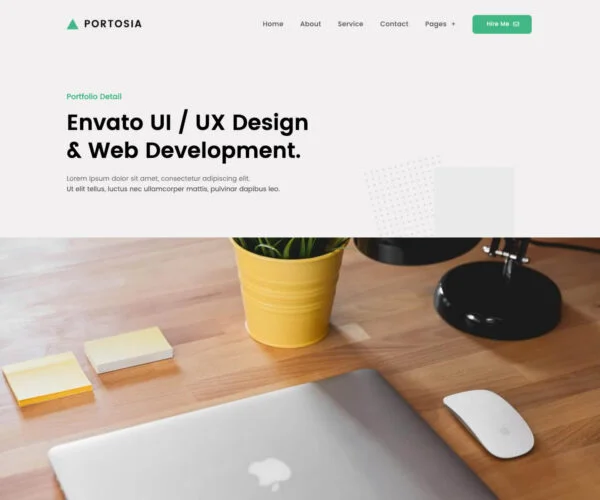 PORTOSIA
Home About Service Contact Pages + Hire Me
Portfolio Detail
Envato UI / UX Design
& Web Development.
Lorem ipsum dolor sit amet, consectetur adipiscing elit.
Ut elit tellus, luctus nec ullamcorper mattis, pulvinar dapibus leo.